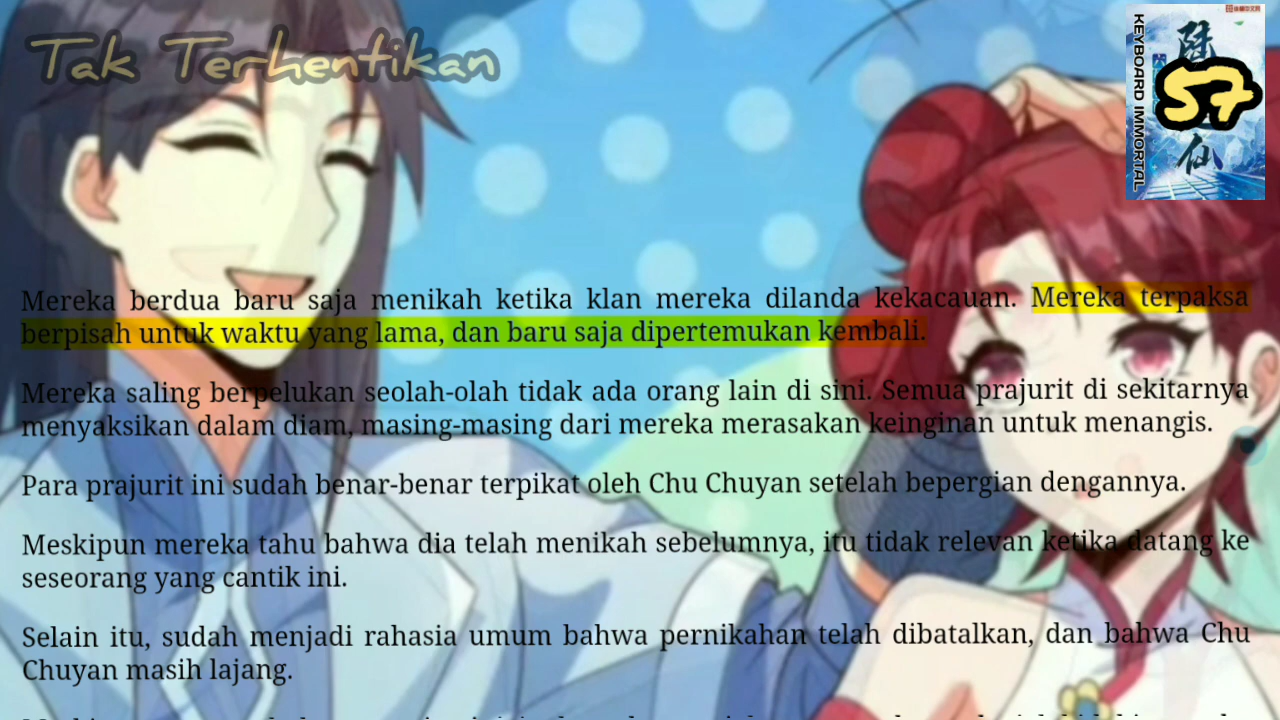 Tak Terhentikan
KEYBOARD IMMORTAL
陆
仙
57
Mereka berdua baru saja menikah ketika klan mereka dilanda kekacauan. Mereka terpaksa
berpisah untuk waktu yang lama, dan baru saja dipertemukan kembali.
Mereka saling berpelukan seolah-olah tidak ada orang lain di sini. Semua prajurit di sekitarnya
menyaksikan dalam diam, masing-masing dari mereka merasakan keinginan untuk menangis.
Para prajurit ini sudah benar-benar terpikat oleh Chu Chuyan setelah bepergian dengannya.
Meskipun mereka tahu bahwa dia telah menikah sebelumnya, itu tidak relevan ketika datang ke
seseorang yang cantik ini.
Selain itu, sudah menjadi rahasia umum bahwa pernikahan telah dibatalkan, dan bahwa Chu
Chuyan masih lajang.